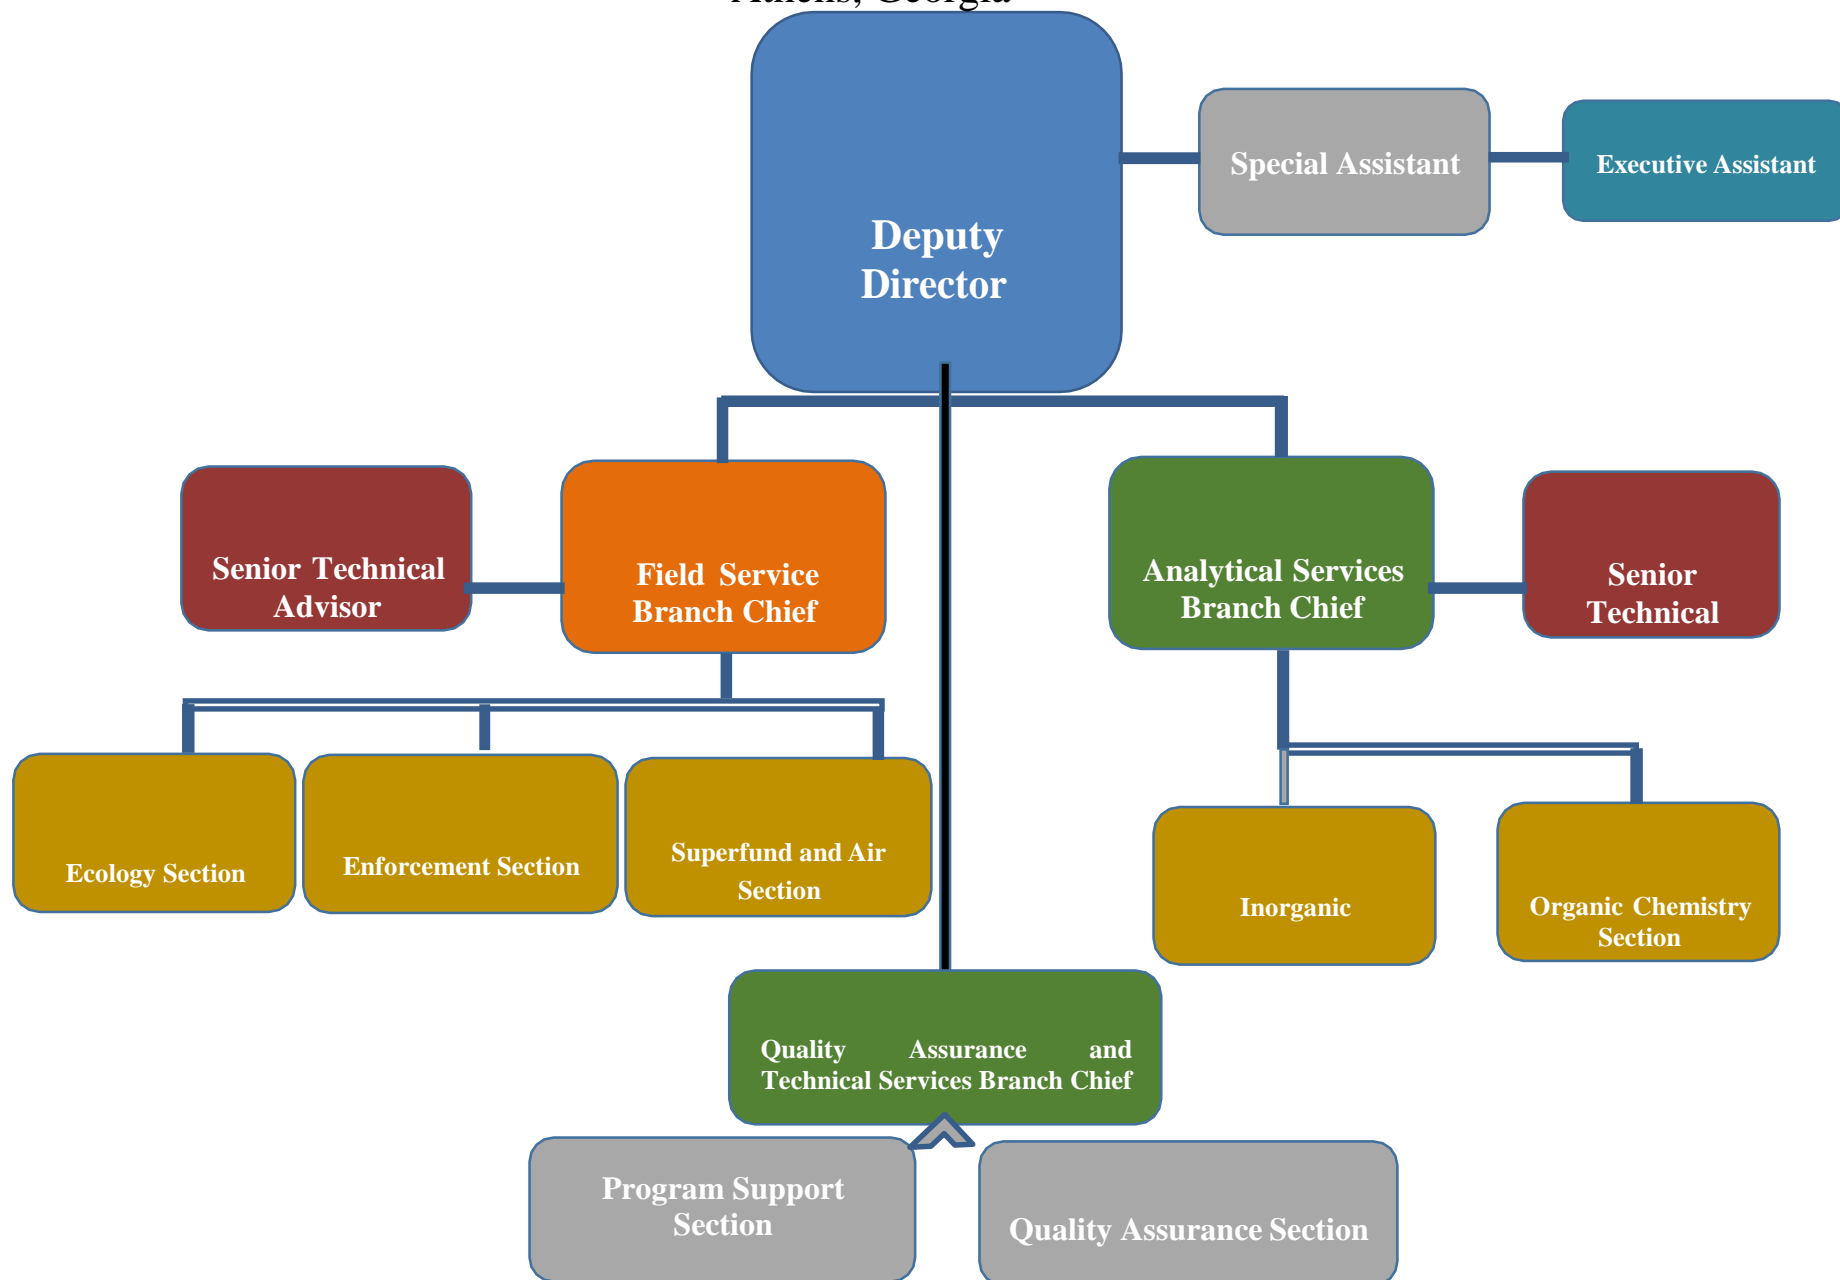 Athens, Georgia
Deputy
Director
Special Assistant
Executive Assistant
Senior Technical
Advisor
Field Service
Branch Chief
Analytical Services
Branch Chief
Senior
Technical
Ecology Section
Enforcement Section
Superfund and Air
Section
Inorganic
Organic Chemistry
Section
Quality Assurance and
Technical Services Branch Chief
Program Support
Section
Quality Assurance Section